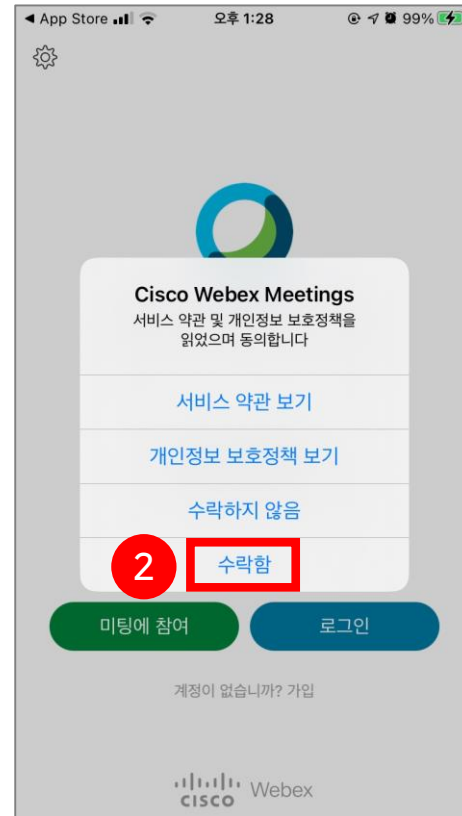 ◀ App Store 오후 1:28 99%
Cisco Webex Meetings
서비스 약관 및 개인정보 보호정책을
읽었으며 동의합니다
서비스 약관 보기
개인정보 보호정책 보기
수락하지 않음
2 수락함
미팅에 참여 로그인
계정이 없습니까? 가입
CISCO Webex